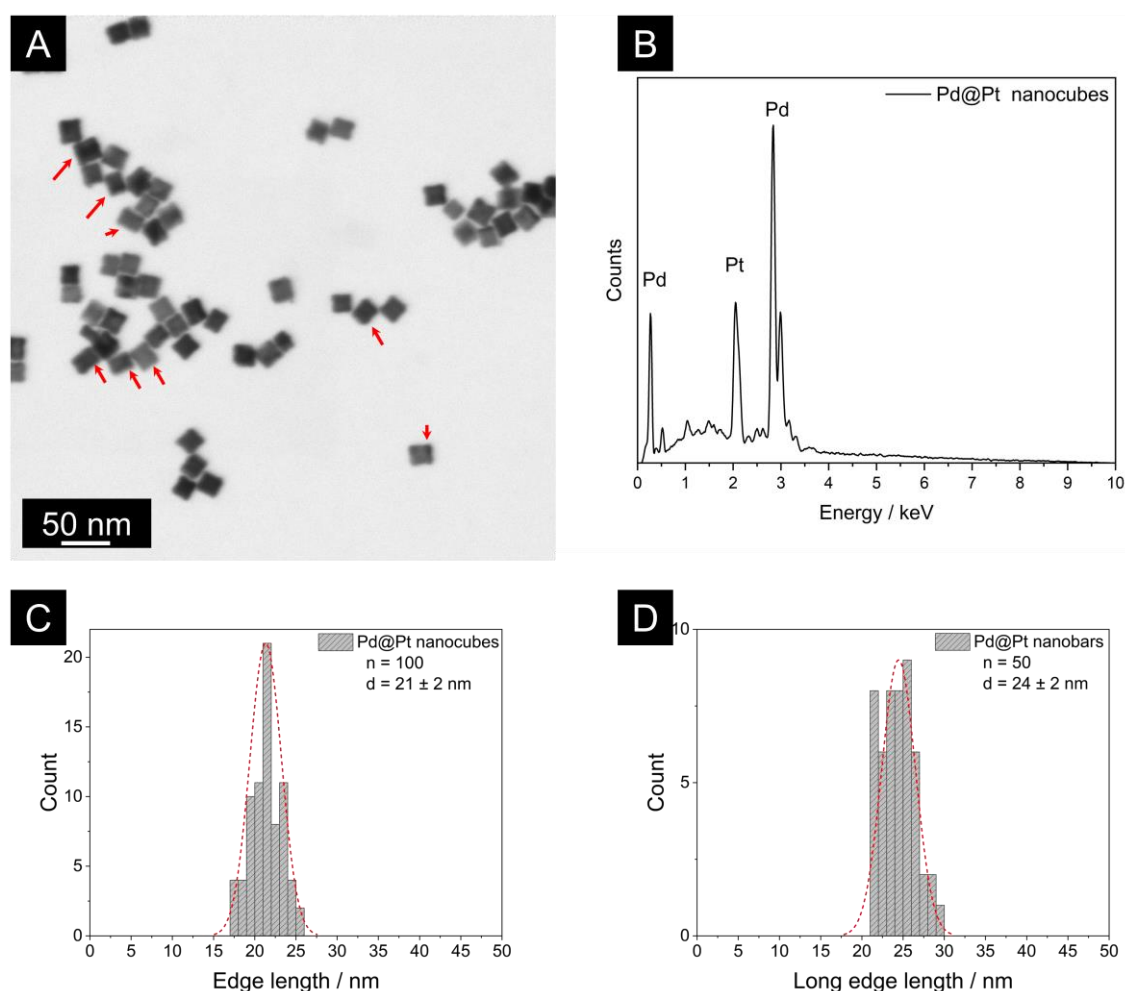 A
50 nm
B
Pd@Pt nanocubes
Pd
Pt
Pd
Counts
0 1 2 3 4 5 6 7 8 9 10
Energy / keV
C
Pd@Pt nanocubes
n = 100
d = 21 ± 2 nm
20
15
10
5
0
Count
0 5 10 15 20 25 30 35 40 45 50
Edge length / nm
D
Pd@Pt nanobars
n = 50
d = 24 ± 2 nm
10
5
0
Count
0 5 10 15 20 25 30 35 40 45 50
Long edge length / nm